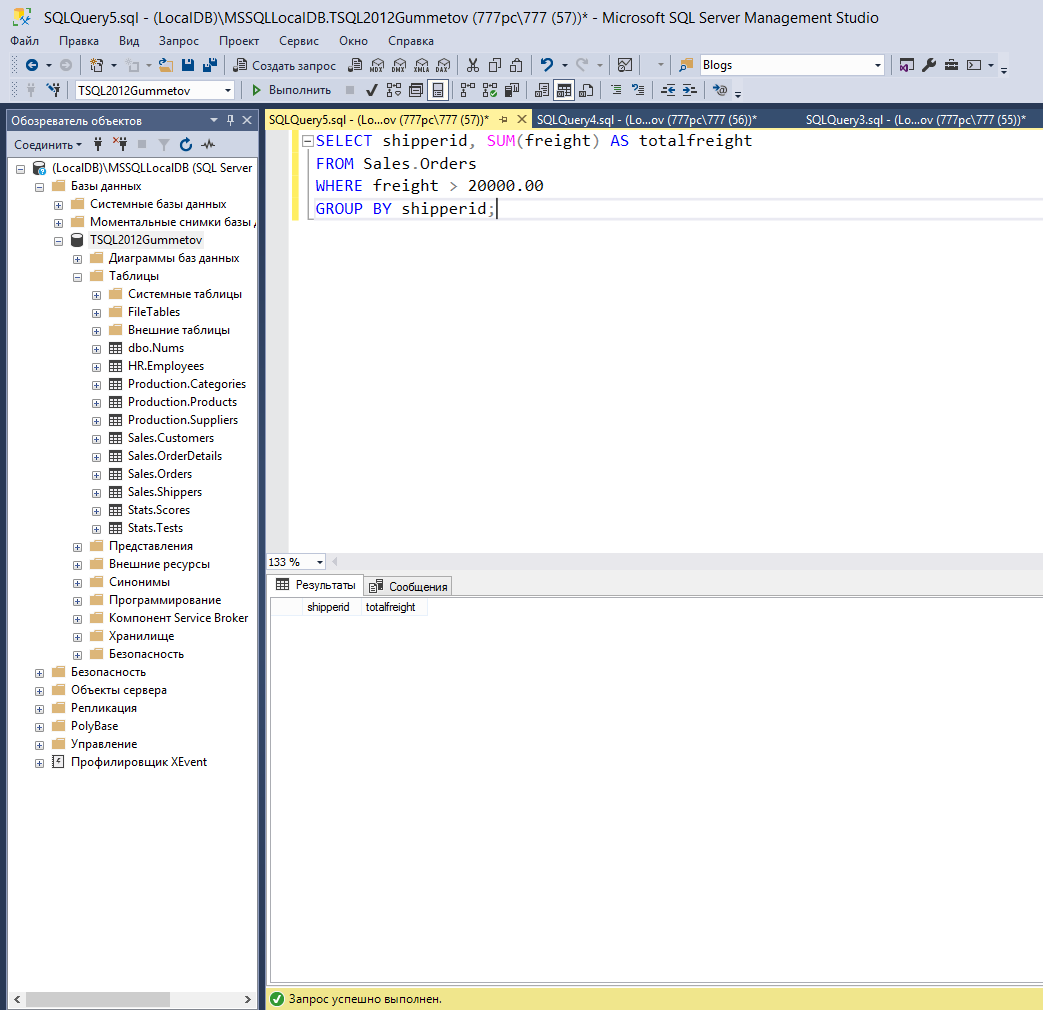 SQLQuery5.sql - (LocalDB)\MSSQLLocalDB.TSQL2012Gummetov (777pc\777 (57))* - Microsoft SQL Server Management Studio
Файл Правка Вид Запрос Проект Сервис Окно Справка
Создать запрос MDX DMX XMLA DAX Blogs
TSQL2012Gummetov Выполнить
Обозреватель объектов
SQLQuery5.sql - (Lo...ov (777pc\777 (57))* SQLQuery4.sql - (Lo...ov (777pc\777 (56))* SQLQuery3.sql - (Lo...ov (777pc\777 (55))*
Соединить
(LocalDB)\MSSQLLocalDB (SQL Server
Базы данных
Системные базы данных
Моментальные снимки базы
TSQL2012Gummetov
Диаграммы баз данных
Таблицы
Системные таблицы
FileTables
Внешние таблицы
dbo.Nums
HR.Employees
Production.Categories
Production.Products
Production.Suppliers
Sales.Customers
Sales.OrderDetails
Sales.Orders
Sales.Shippers
Stats.Scores
Stats.Tests
Представления
Внешние ресурсы
Синонимы
Программирование
Компонент Service Broker
Хранилище
Безопасность
Безопасность
Объекты сервера
Репликация
PolyBase
Управление
Профилировщик XEvent
SELECT shipperid, SUM(freight) AS totalfreight
FROM Sales.Orders
WHERE freight > 20000.00
GROUP BY shipperid;
133 %
Результаты Сообщения
shipperid totalfreight
Запрос успешно выполнен.